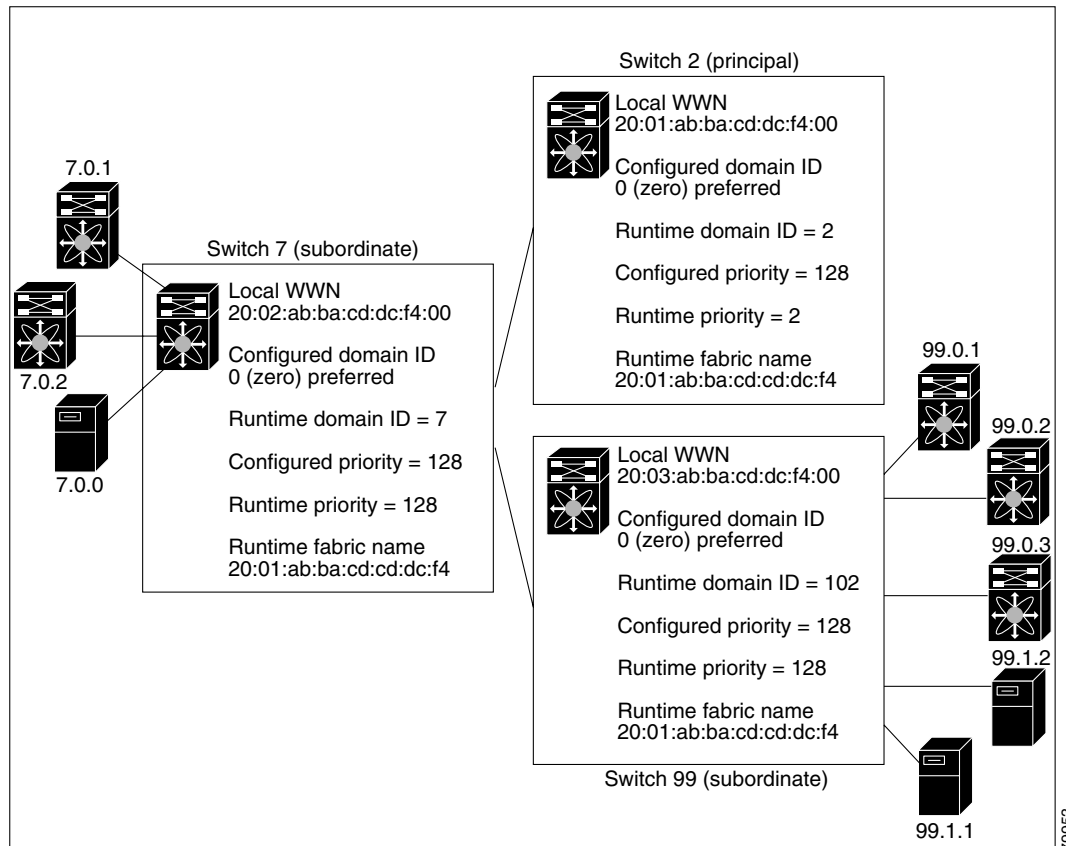 Switch 2 (principal)
Local WWN
20:01:ab:ba:cd:dc:f4:00
Configured domain ID
0 (zero) preferred
Runtime domain ID = 2
Configured priority = 128
Runtime priority = 2
Runtime fabric name
20:01:ab:ba:cd:cd:dc:f4
7.0.1
7.0.2
7.0.0
Switch 7 (subordinate)
Local WWN
20:02:ab:ba:cd:dc:f4:00
Configured domain ID
0 (zero) preferred
Runtime domain ID = 7
Configured priority = 128
Runtime priority = 128
Runtime fabric name
20:01:ab:ba:cd:cd:dc:f4
Local WWN
20:03:ab:ba:cd:dc:f4:00
Configured domain ID
0 (zero) preferred
Runtime domain ID = 102
Configured priority = 128
Runtime priority = 128
Runtime fabric name
20:01:ab:ba:cd:cd:dc:f4
Switch 99 (subordinate)
99.0.1
99.0.2
99.0.3
99.1.2
99.1.1